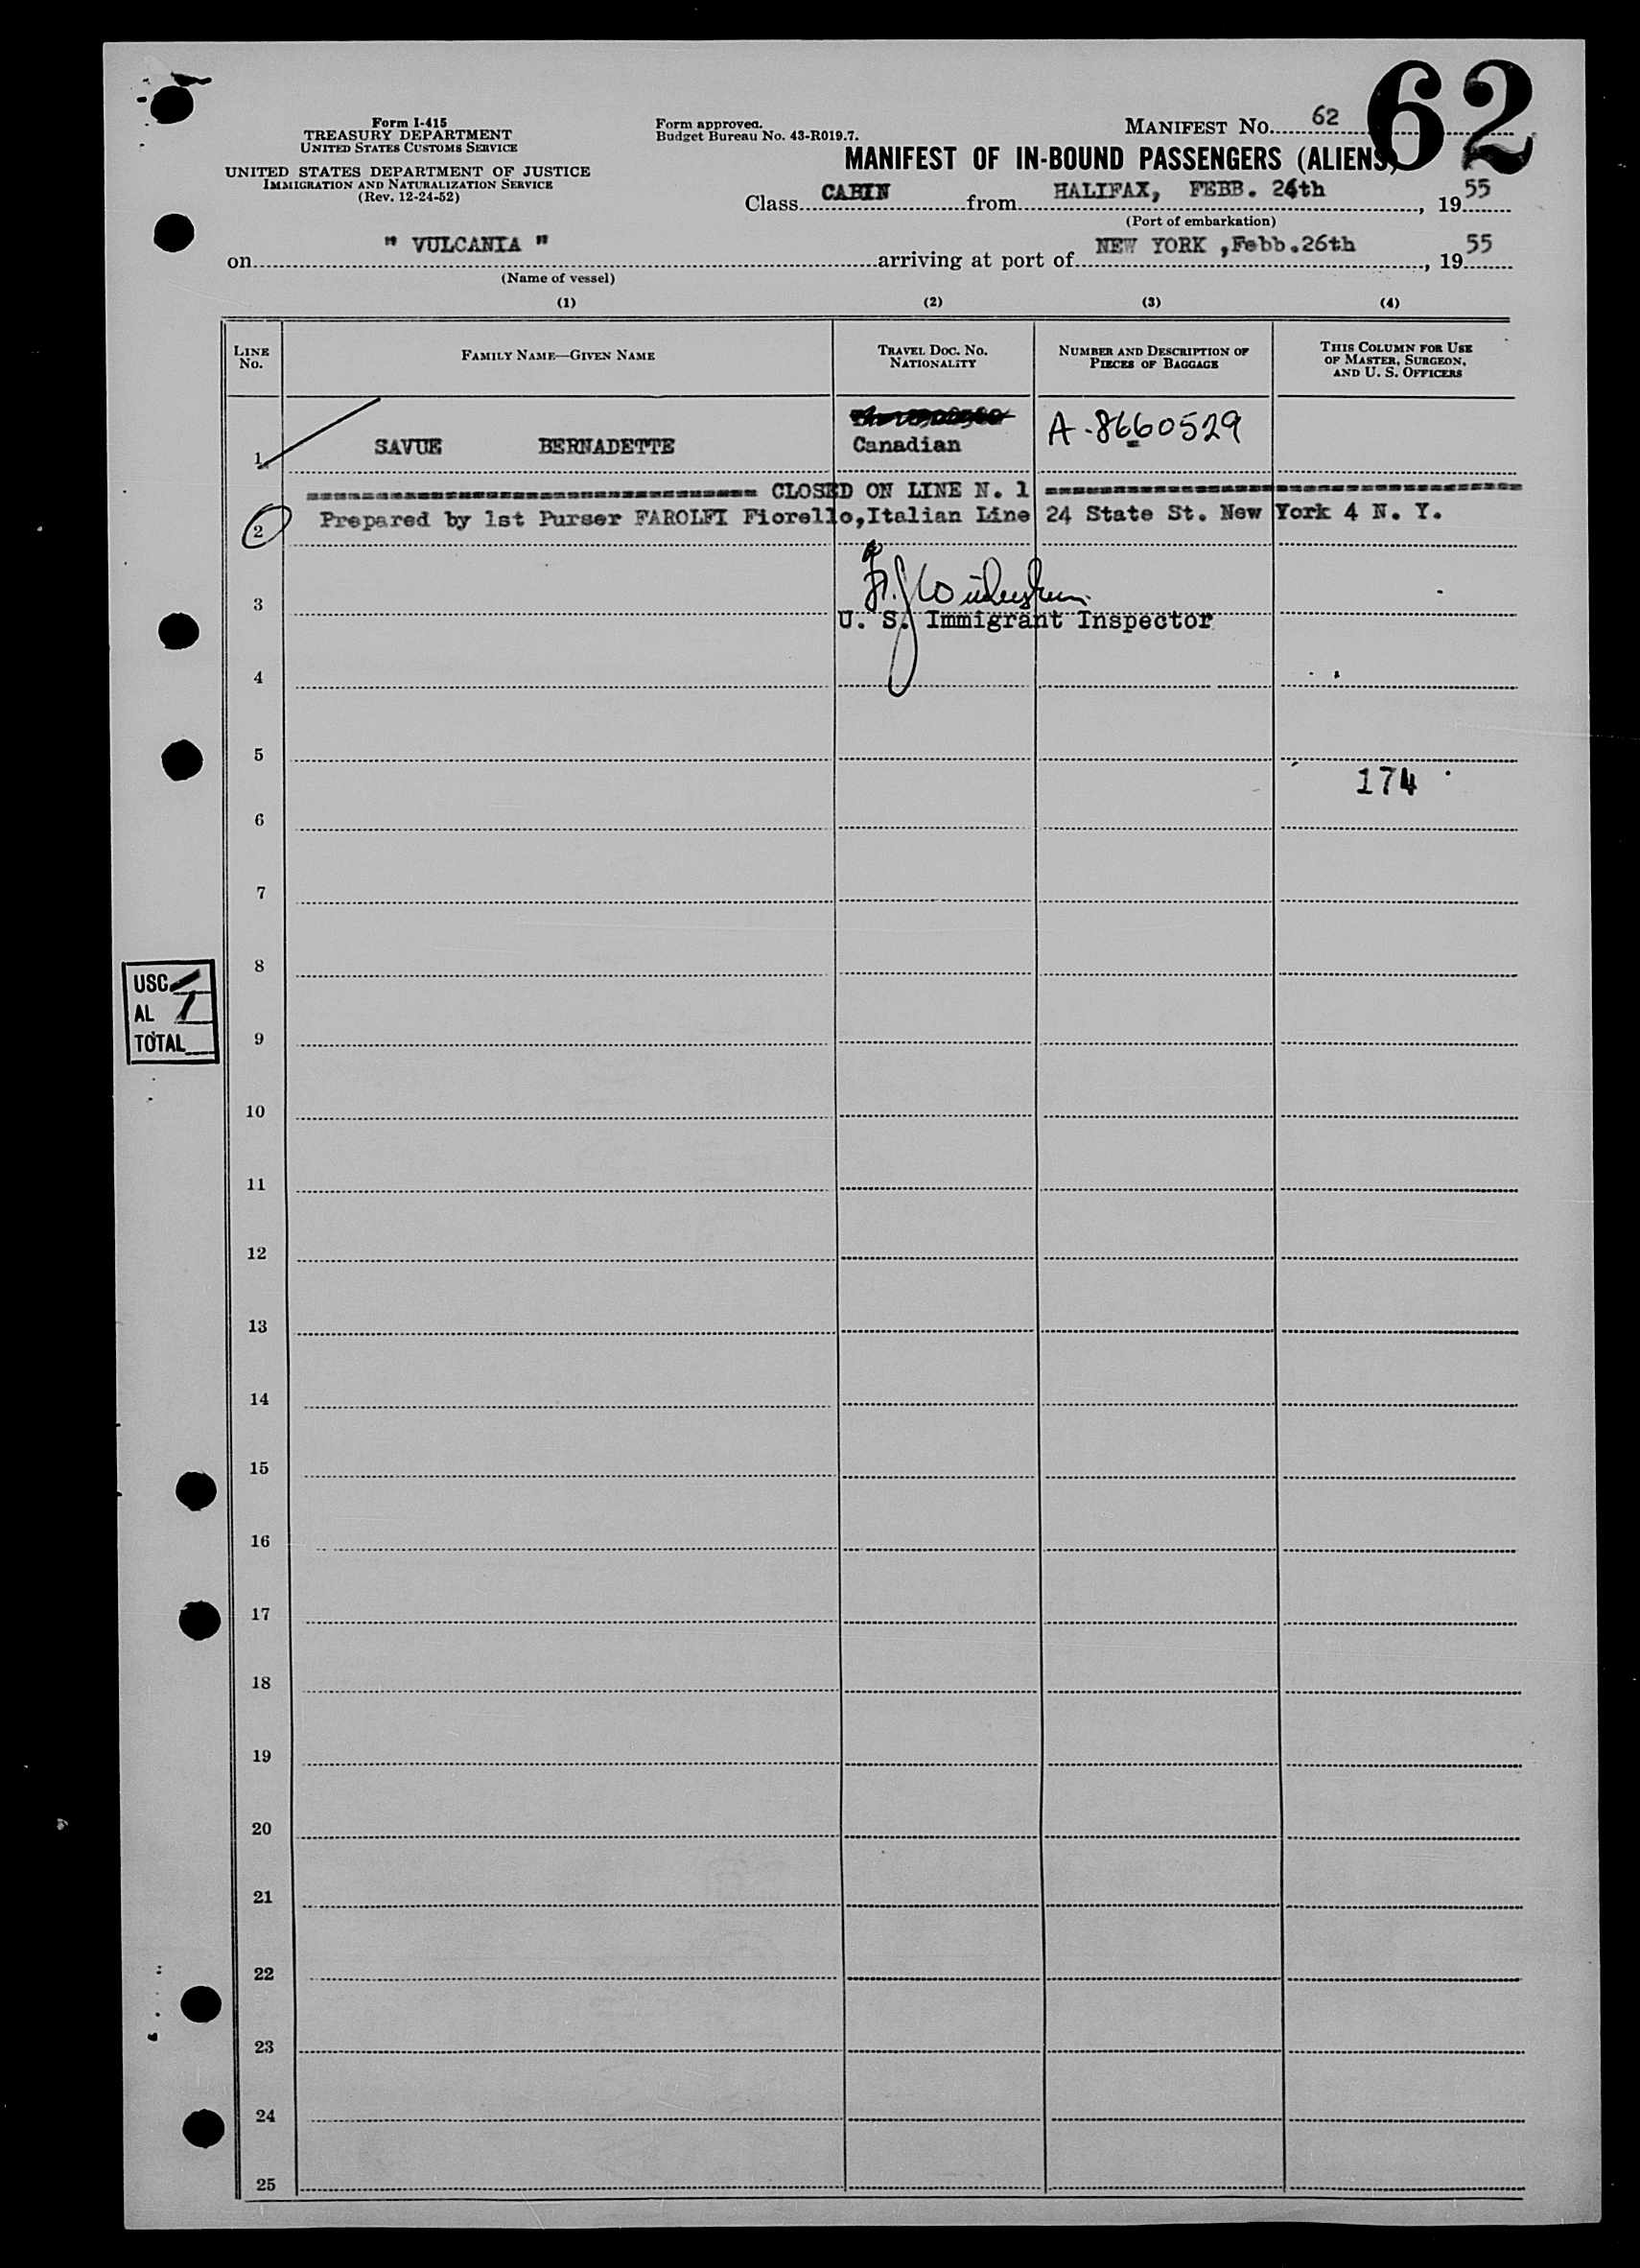 62
Form I-415
TREASURY DEPARTMENT
UNITED STATES CUSTOMS SERVICE
UNITED STATES DEPARTMENT OF JUSTICE
IMMIGRATION AND NATURALIZATION SERVICE
(Rev. 12-24-52)
Form approved.
Budget Bureau No. 43-R019.7.
MANIFEST NO. 62
MANIFEST OF IN-BOUND PASSENGERS (ALIENS)
Class CABIN from HALIFAX, FEBB. 24th, 19 55
(Port of embarkation)
on " VULCANIA " arriving at port of NEW YORK ,Febb.26th, 19 55
(Name of vessel)
(1) (2) (3) (4)
LINE NO. FAMILY NAME—GIVEN NAME TRAVEL DOC. NO. NATIONALITY NUMBER AND DESCRIPTION OF PIECES OF BAGGAGE THIS COLUMN FOR USE OF MASTER, SURGEON, AND U. S. OFFICERS
1 SAVUE BERNADETTE Canadian A-8660529
CLOSED ON LINE N. 1
2 Prepared by 1st Purser FAROLFI Fiorello,Italian Line 24 State St. New York 4 N. Y.
3
U. S. Immigrant Inspector
4
5
174
6
7
8
USC
AL 1
TOTAL
9
10
11
12
13
14
15
16
17
18
19
20
21
22
23
24
25